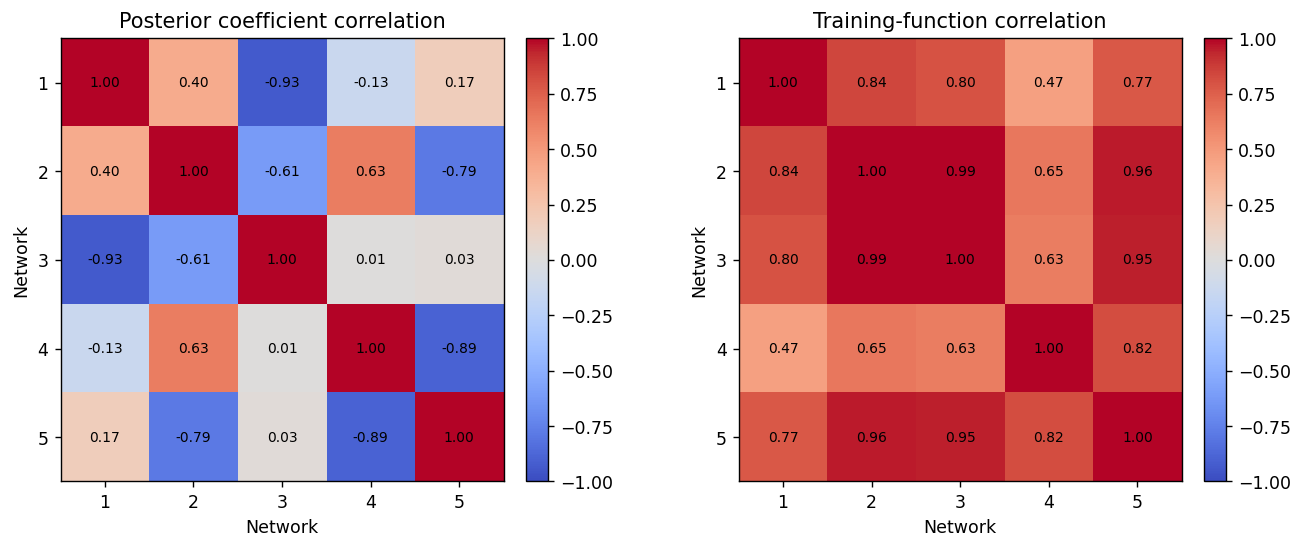 Posterior coefficient correlation
Network
1 1.00 0.40 -0.93 -0.13 0.17
2 0.40 1.00 -0.61 0.63 -0.79
3 -0.93 -0.61 1.00 0.01 0.03
4 -0.13 0.63 0.01 1.00 -0.89
5 0.17 -0.79 0.03 -0.89 1.00
1 2 3 4 5
Network
1.00
0.75
0.50
0.25
0.00
−0.25
−0.50
−0.75
−1.00
Training-function correlation
Network
1 1.00 0.84 0.80 0.47 0.77
2 0.84 1.00 0.99 0.65 0.96
3 0.80 0.99 1.00 0.63 0.95
4 0.47 0.65 0.63 1.00 0.82
5 0.77 0.96 0.95 0.82 1.00
1 2 3 4 5
Network
1.00
0.75
0.50
0.25
0.00
−0.25
−0.50
−0.75
−1.00